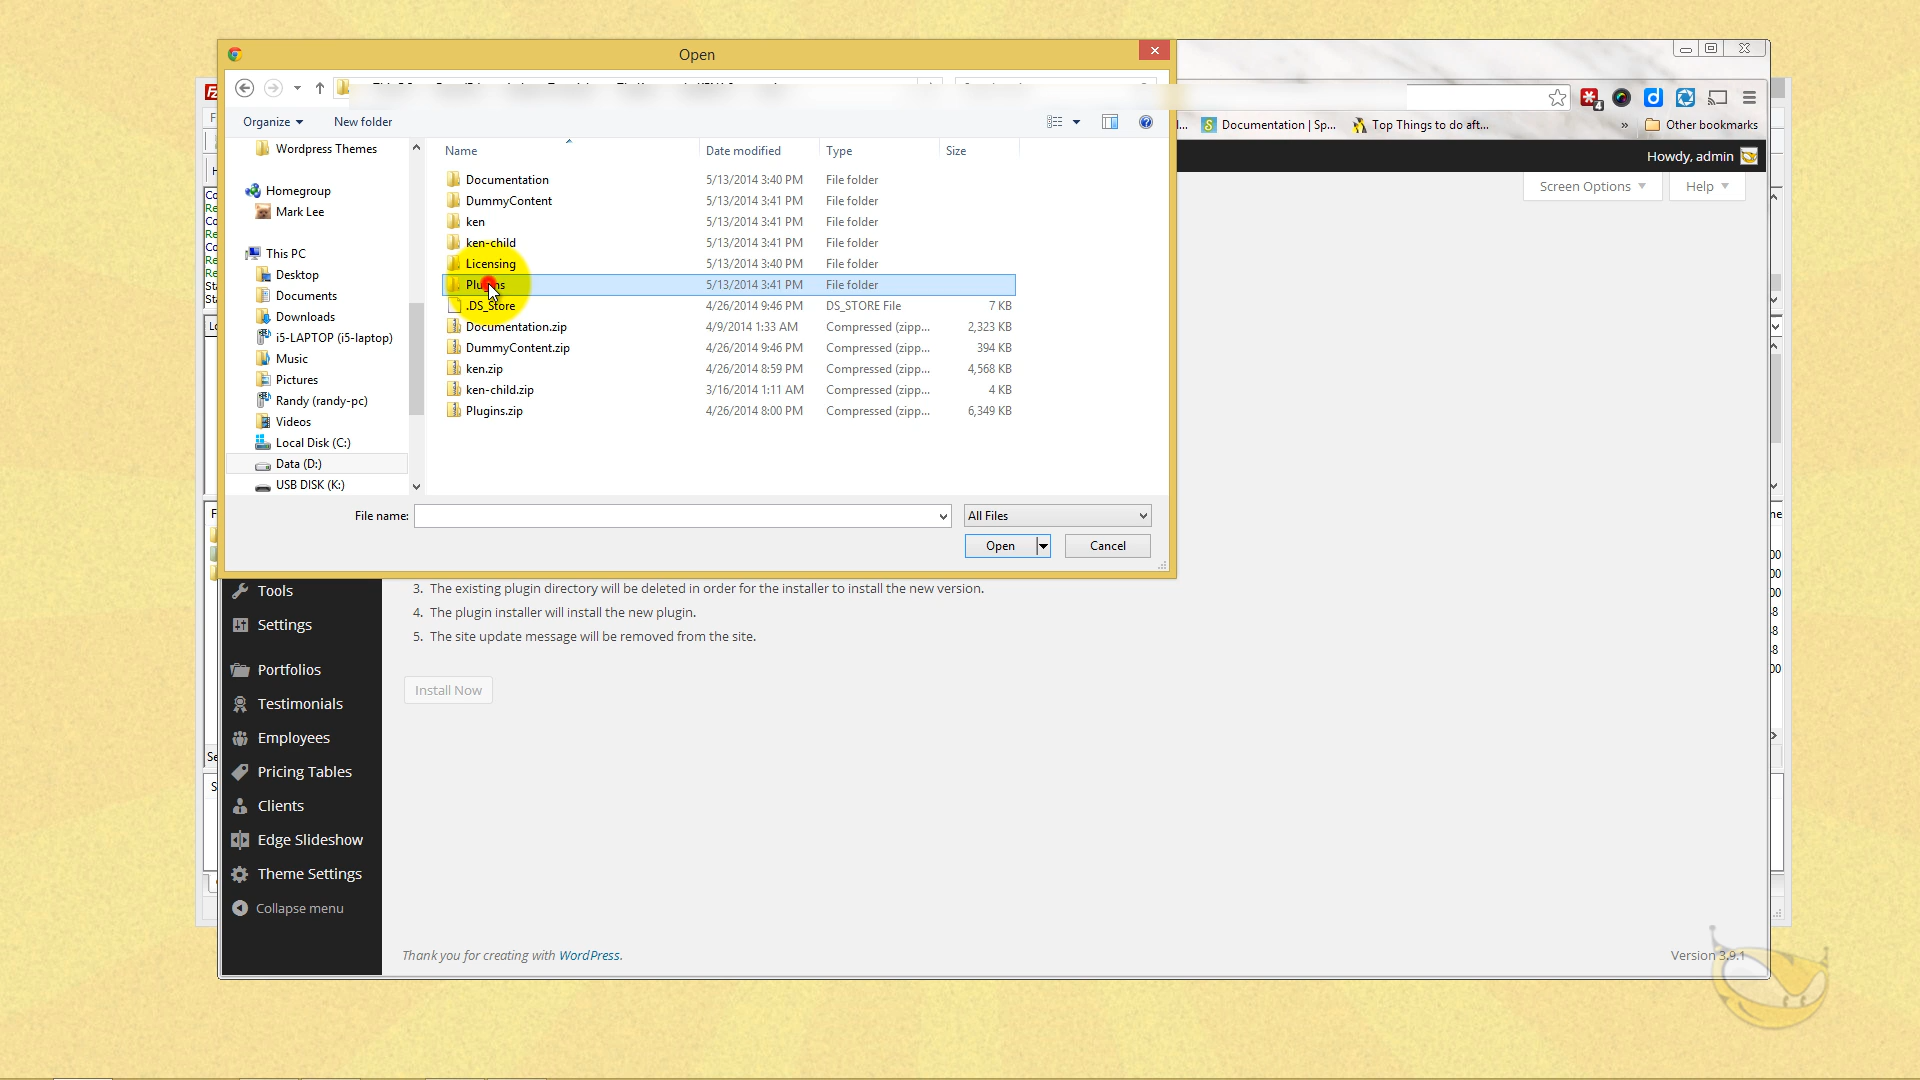 Open
Organize
New folder
Wordpress Themes
Homegroup
Mark Lee
This PC
Desktop
Documents
Downloads
i5-LAPTOP (i5-laptop)
Music
Pictures
Randy (randy-pc)
Videos
Local Disk (C:)
Data (D:)
USB DISK (K:)
Name Date modified Type Size
Documentation 5/13/2014 3:40 PM File folder
DummyContent 5/13/2014 3:41 PM File folder
ken 5/13/2014 3:41 PM File folder
ken-child 5/13/2014 3:41 PM File folder
Licensing 5/13/2014 3:40 PM File folder
Plugins 5/13/2014 3:41 PM File folder
.DS_Store 4/26/2014 9:46 PM DS_STORE File 7 KB
Documentation.zip 4/9/2014 1:33 AM Compressed (zipp... 2,323 KB
DummyContent.zip 4/26/2014 9:46 PM Compressed (zipp... 394 KB
ken.zip 4/26/2014 8:59 PM Compressed (zipp... 4,568 KB
ken-child.zip 3/16/2014 1:11 AM Compressed (zipp... 4 KB
Plugins.zip 4/26/2014 8:00 PM Compressed (zipp... 6,349 KB
File name:
All Files
Open Cancel
Documentation | Sp...
Top Things to do aft...
»
Other bookmarks
Howdy, admin
Screen Options
Help
3. The existing plugin directory will be deleted in order for the installer to install the new version.
4. The plugin installer will install the new plugin.
5. The site update message will be removed from the site.
Install Now
Tools
Settings
Portfolios
Testimonials
Employees
Pricing Tables
Clients
Edge Slideshow
Theme Settings
Collapse menu
Thank you for creating with WordPress.
Version 3.9.1